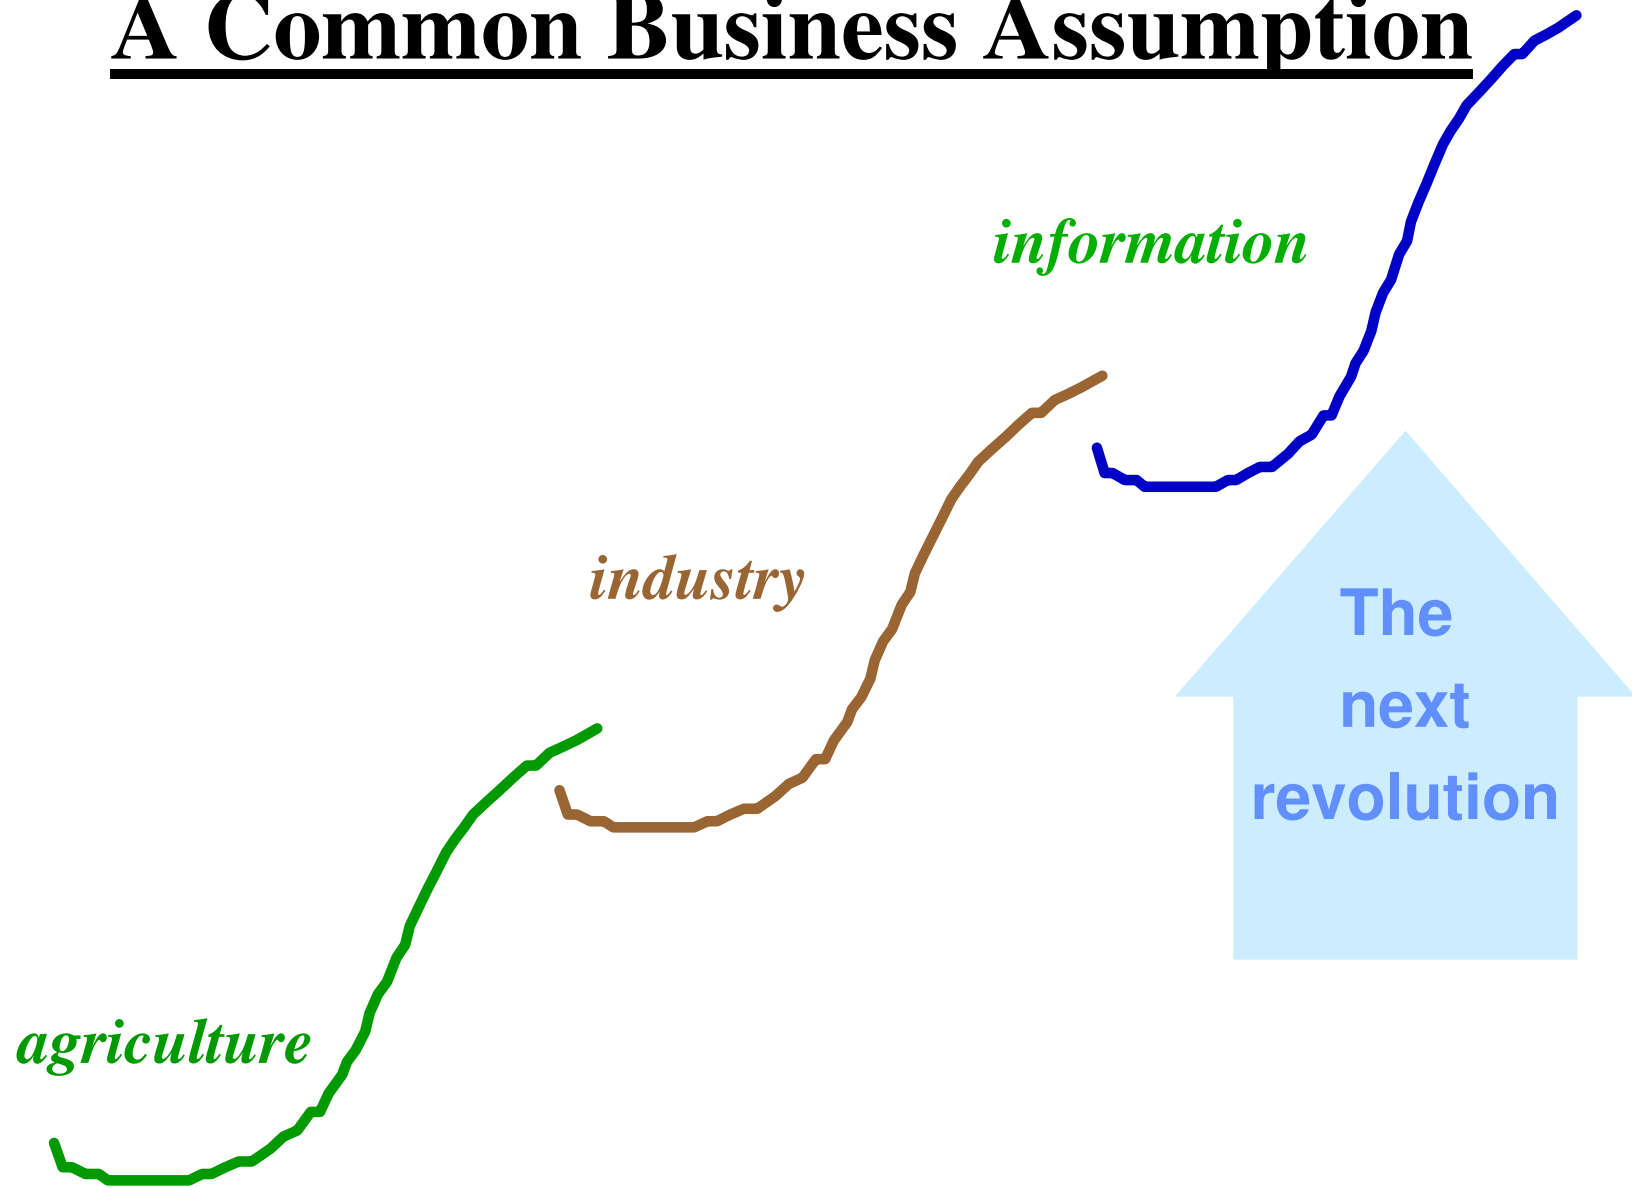 A Common Business Assumption
information
industry
The
next
revolution
agriculture